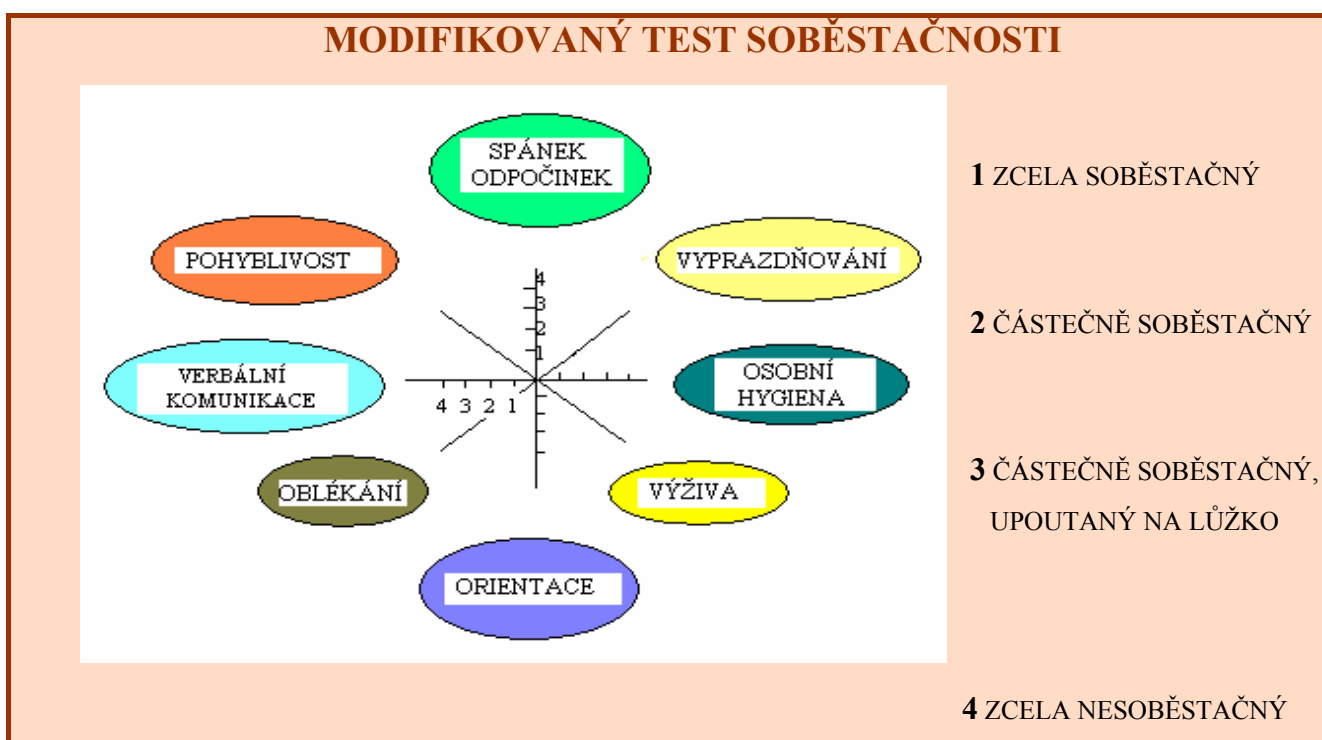 MODIFIKOVANÝ TEST SOBĚSTAČNOSTI
SPÁNEK
ODPOČINEK
POHYBLIVOST
VYPRAZDŇOVÁNÍ
VERBÁLNÍ
KOMUNIKACE
4
3
2
1
4 3 2 1
OSOBNÍ
HYGIENA
OBLÉKÁNÍ
VÝŽIVA
ORIENTACE
1 ZCELA SOBĚSTAČNÝ
2 ČÁSTEČNĚ SOBĚSTAČNÝ
3 ČÁSTEČNĚ SOBĚSTAČNÝ,
UPOUTANÝ NA LŮŽKO
4 ZCELA NESOBĚSTAČNÝ